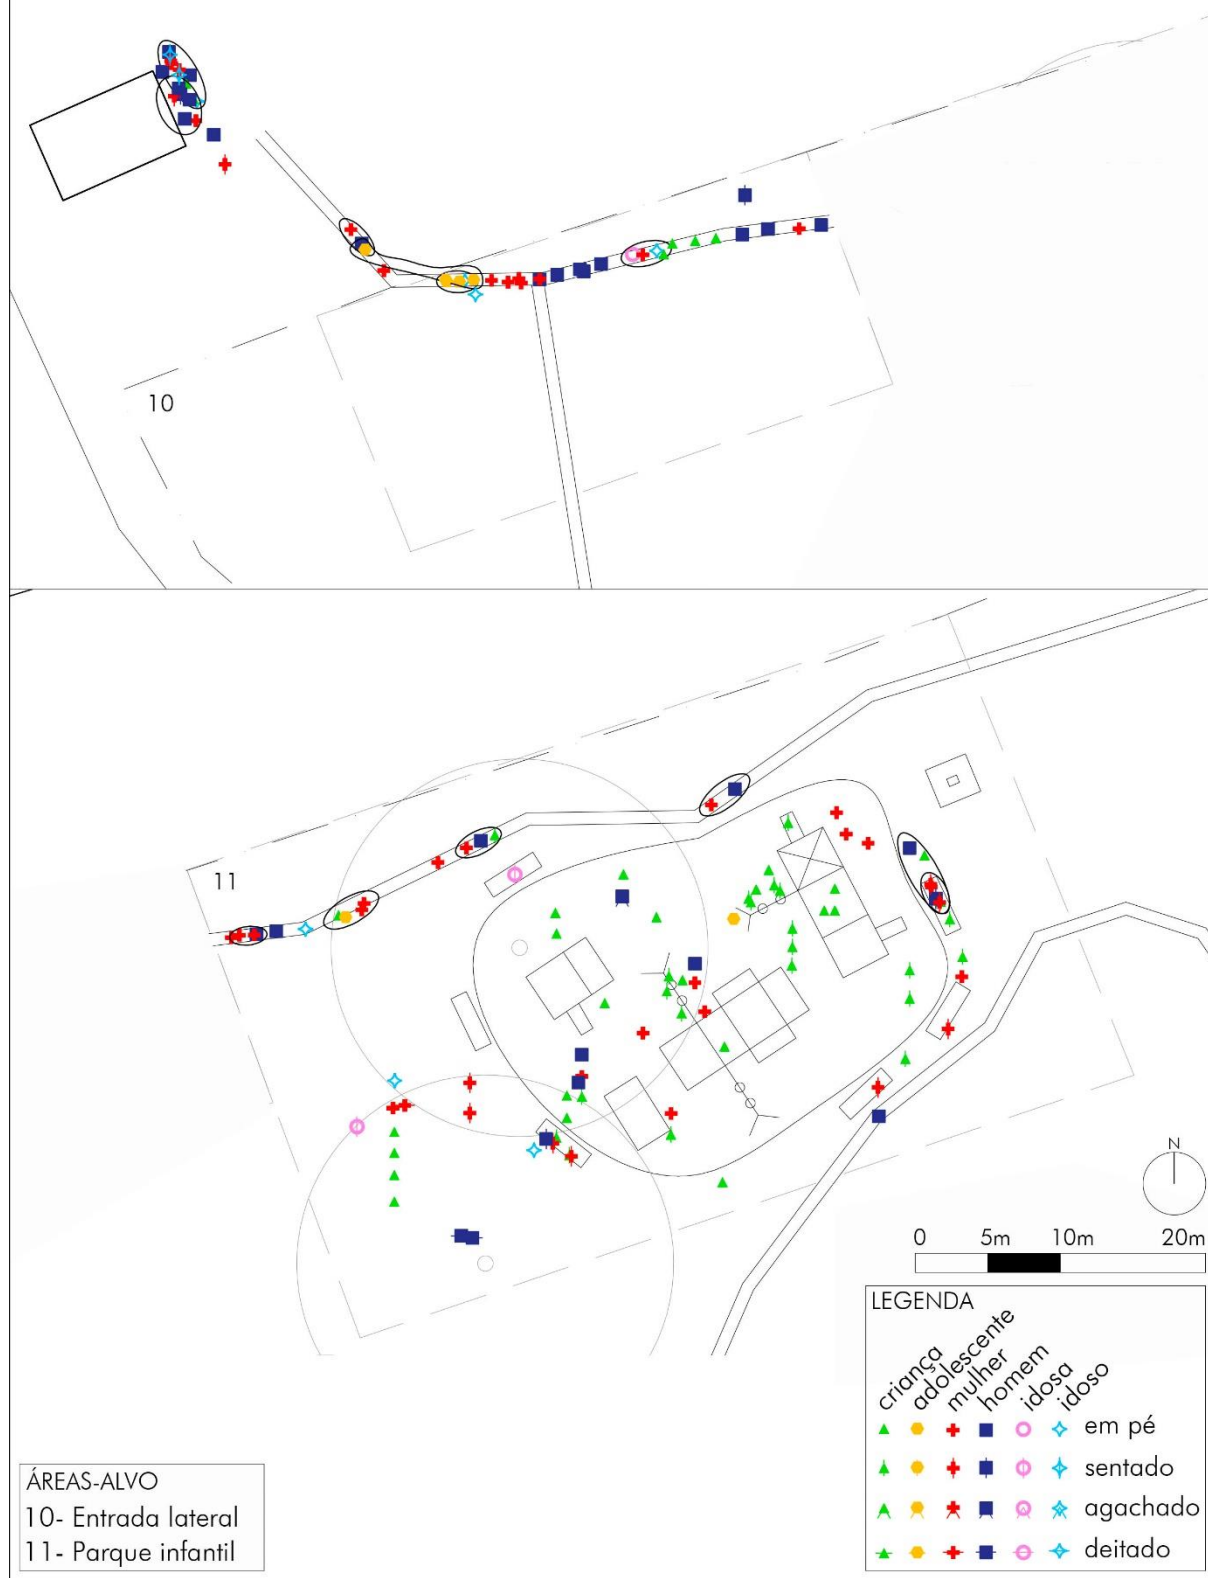 10
11
N
0 5m 10m 20m
LEGENDA
criança
adolescente
mulher
homem
idosa
idoso
em pé
sentado
agachado
deitado
ÁREAS-ALVO
10- Entrada lateral
11- Parque infantil